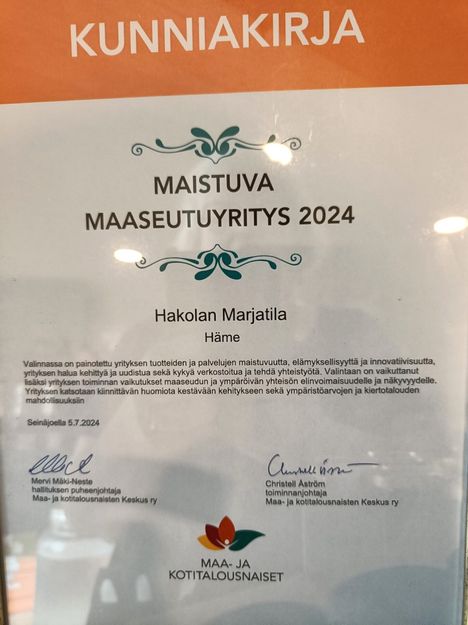 KUNNIAKIRJA
MAISTUVA
MAASEUTUYRITYS 2024
Hakolan Marjatila
Häme
Valinnassa on painotettu yrityksen tuotteiden ja palvelujen maistuvuutta, elämyksellisyyttä ja innovatiivisuutta,
yrityksen halua kehittyä ja uudistua sekä kykyä verkostoitua ja tehdä yhteistyötä. Valintaan on vaikuttanut
lisäksi yrityksen toiminnan vaikutukset maaseudun ja ympäröivän yhteisön elinvoimaisuudelle ja näkyvyydelle.
Yrityksen katsotaan kiinnittävän huomiota kestävään kehitykseen sekä ympäristöarvojen ja kiertotalouden
mahdollisuuksiin
Seinäjoella 5.7.2024
Mervi Mäki-Neste
hallituksen puheenjohtaja
Maa- ja kotitalousnaisten Keskus ry
Christell Åström
toiminnanjohtaja
Maa- ja kotitalousnaisten Keskus ry
MAA- JA
KOTITALOUSNAISET